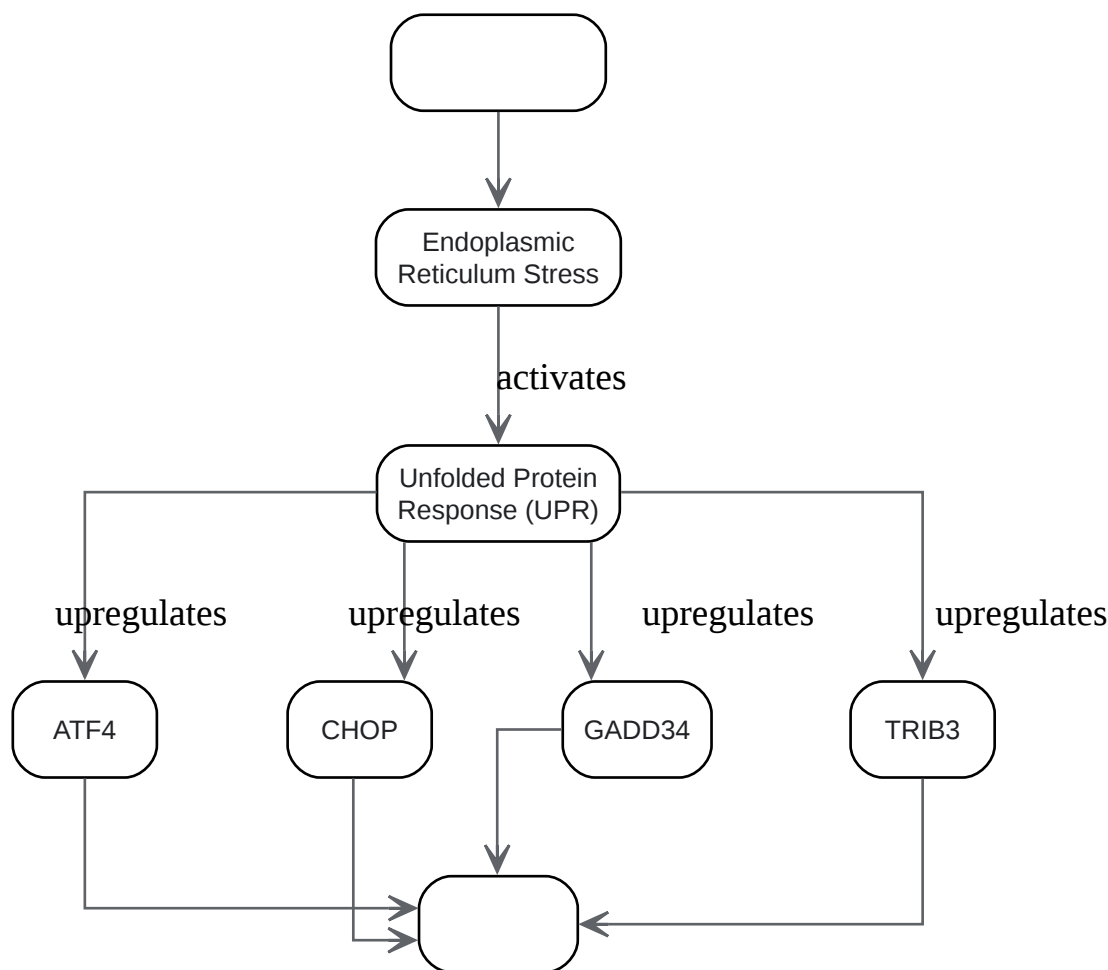 Endoplasmic
Reticulum Stress
activates
Unfolded Protein
Response (UPR)
upregulates
upregulates
upregulates
upregulates
ATF4
CHOP
GADD34
TRIB3